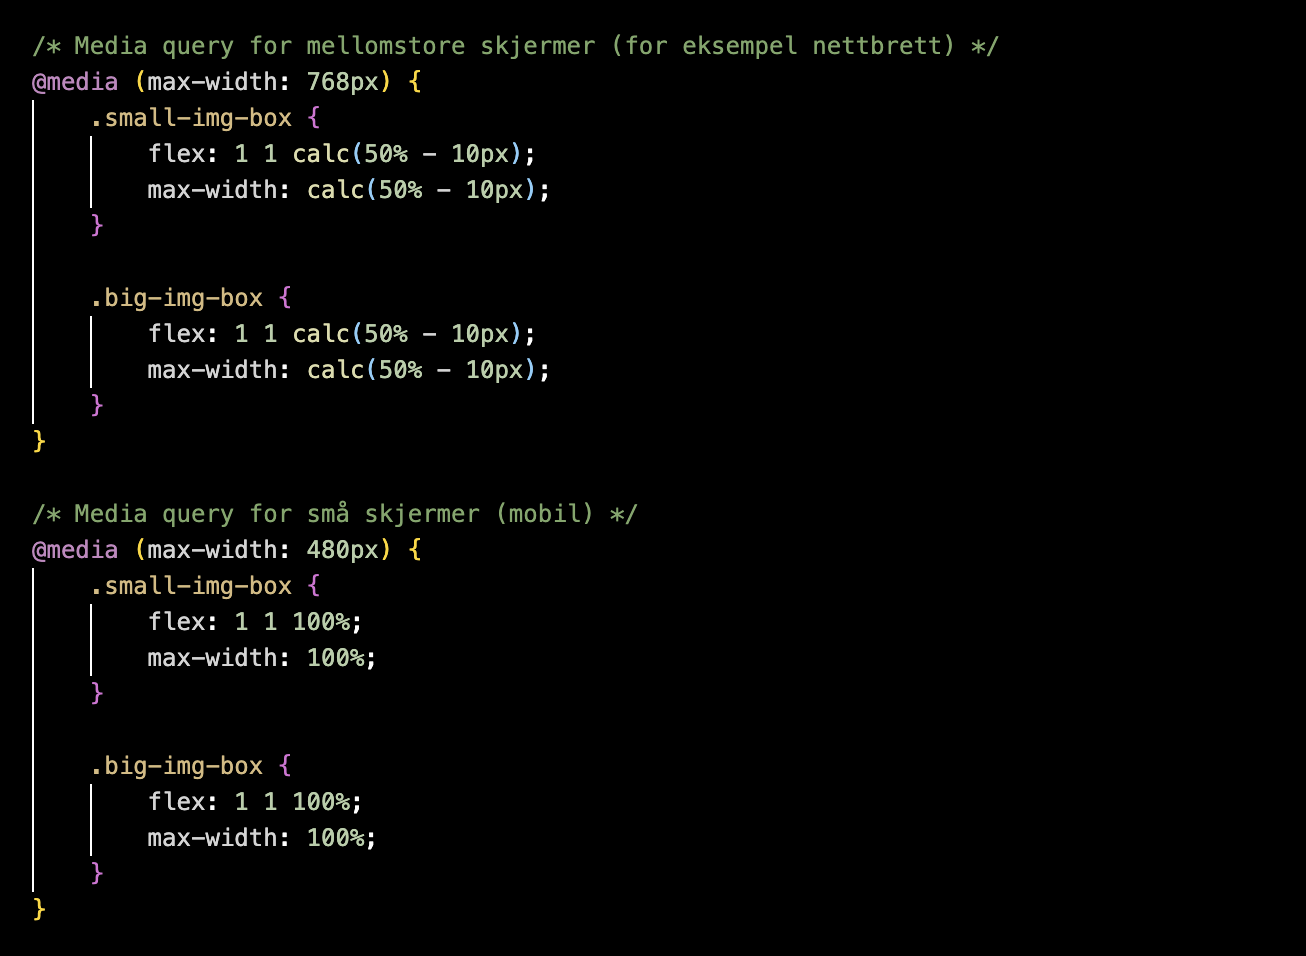 /* Media query for mellomstore skjermer (for eksempel nettbrett) */
@media (max-width: 768px) {
    .small-img-box {
        flex: 1 1 calc(50% - 10px);
        max-width: calc(50% - 10px);
    }

    .big-img-box {
        flex: 1 1 calc(50% - 10px);
        max-width: calc(50% - 10px);
    }
}

/* Media query for små skjermer (mobil) */
@media (max-width: 480px) {
    .small-img-box {
        flex: 1 1 100%;
        max-width: 100%;
    }

    .big-img-box {
        flex: 1 1 100%;
        max-width: 100%;
    }
}